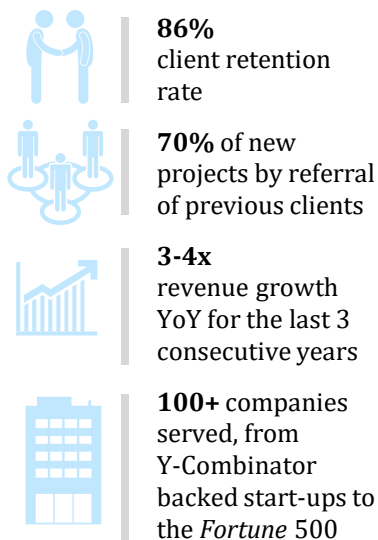 86%
client retention
rate
70% of new
projects by referral
of previous clients
3-4x
revenue growth
YoY for the last 3
consecutive years
100+ companies
served, from
Y-Combinator
backed start-ups to
the Fortune 500